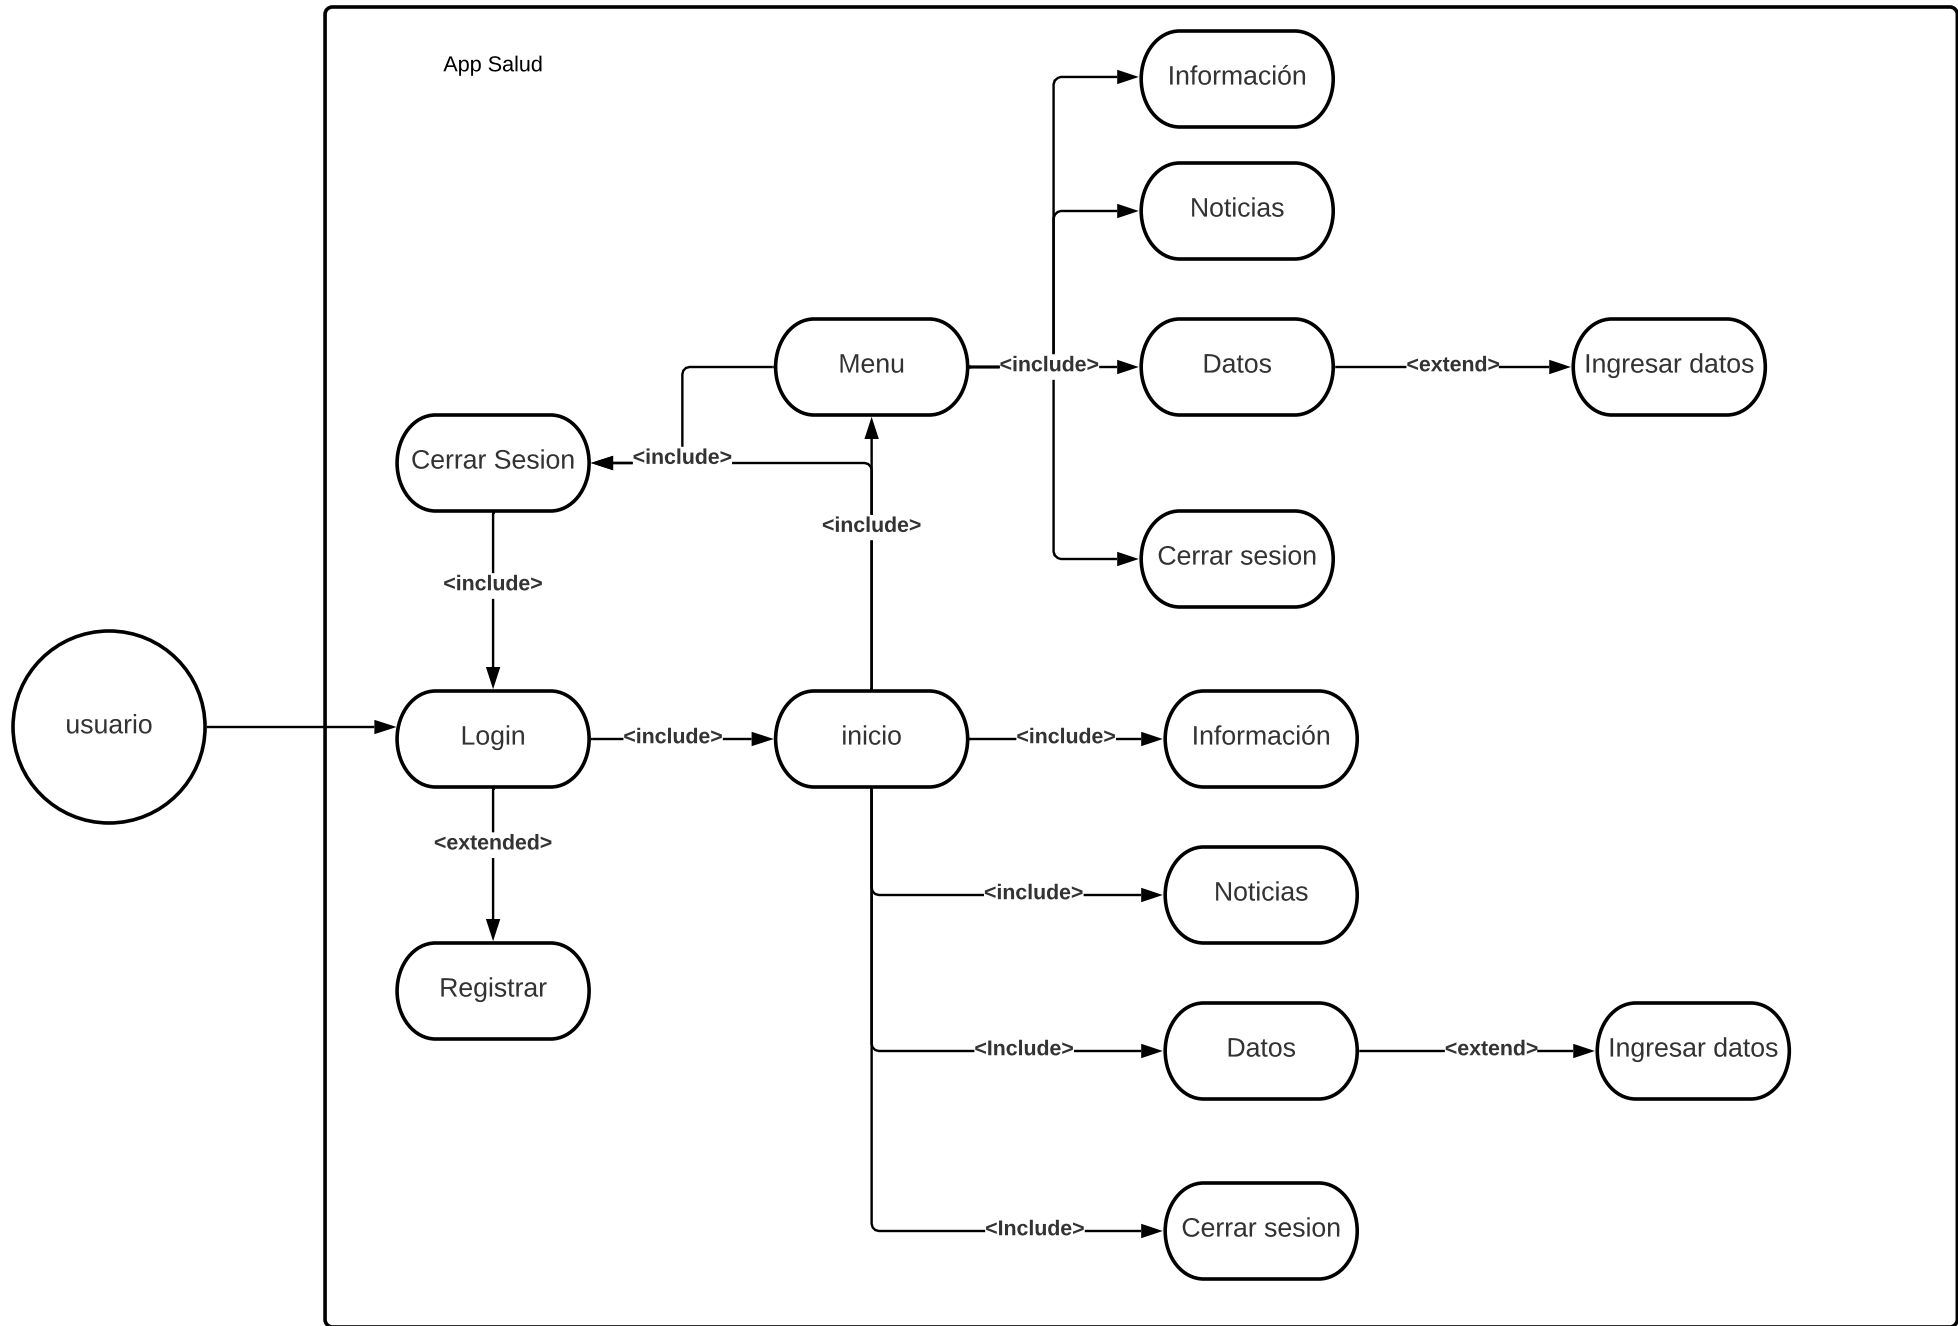 App Salud
Información
Noticias
Menu
<include>
Datos
<extend>
Ingresar datos
Cerrar Sesion
<include>
<include>
Cerrar sesion
<include>
usuario
Login
<include>
inicio
<include>
Información
<extended>
<include>
Noticias
Registrar
<Include>
Datos
<extend>
Ingresar datos
<Include>
Cerrar sesion